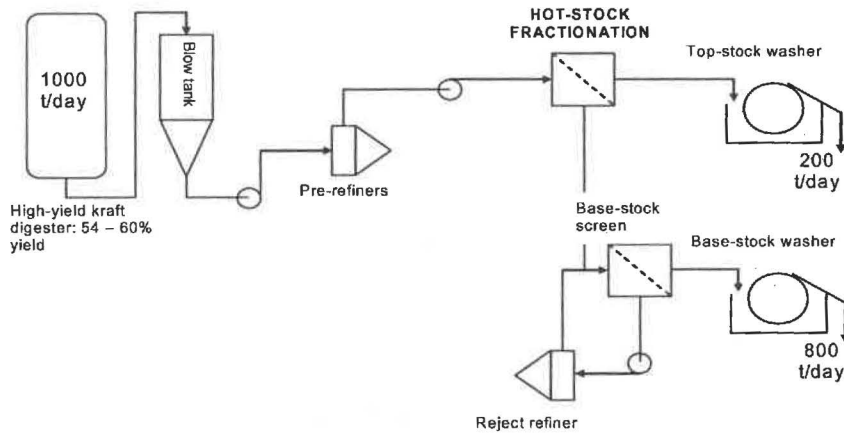 HOT-STOCK
FRACTIONATION
1000
t/day
Blow tank
Top-stock washer
200
t/day
Pre-refiners
High-yield kraft
digester: 54 – 60%
yield
Base-stock
screen
Base-stock washer
800
t/day
Reject refiner